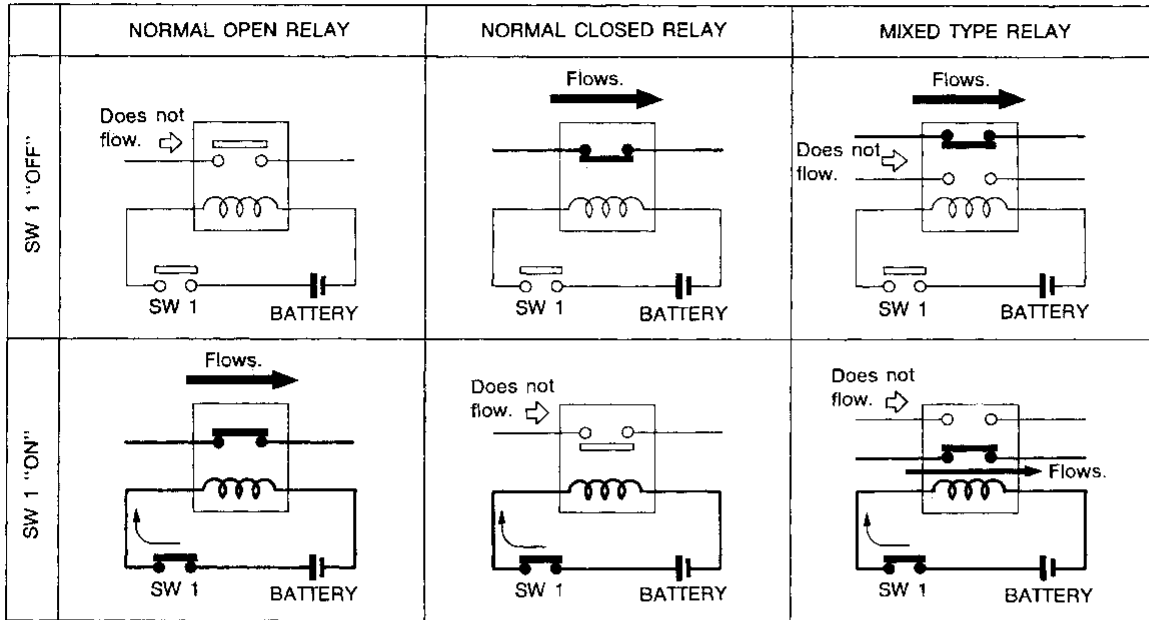 NORMAL OPEN RELAY
NORMAL CLOSED RELAY
MIXED TYPE RELAY
SW 1 "OFF"
Does not
flow.
SW 1
BATTERY
Flows.
SW 1
BATTERY
Flows.
Does not
flow.
SW 1
BATTERY
SW 1 "ON"
Flows.
SW 1
BATTERY
Does not
flow.
SW 1
BATTERY
Does not
flow.
Flows.
SW 1
BATTERY